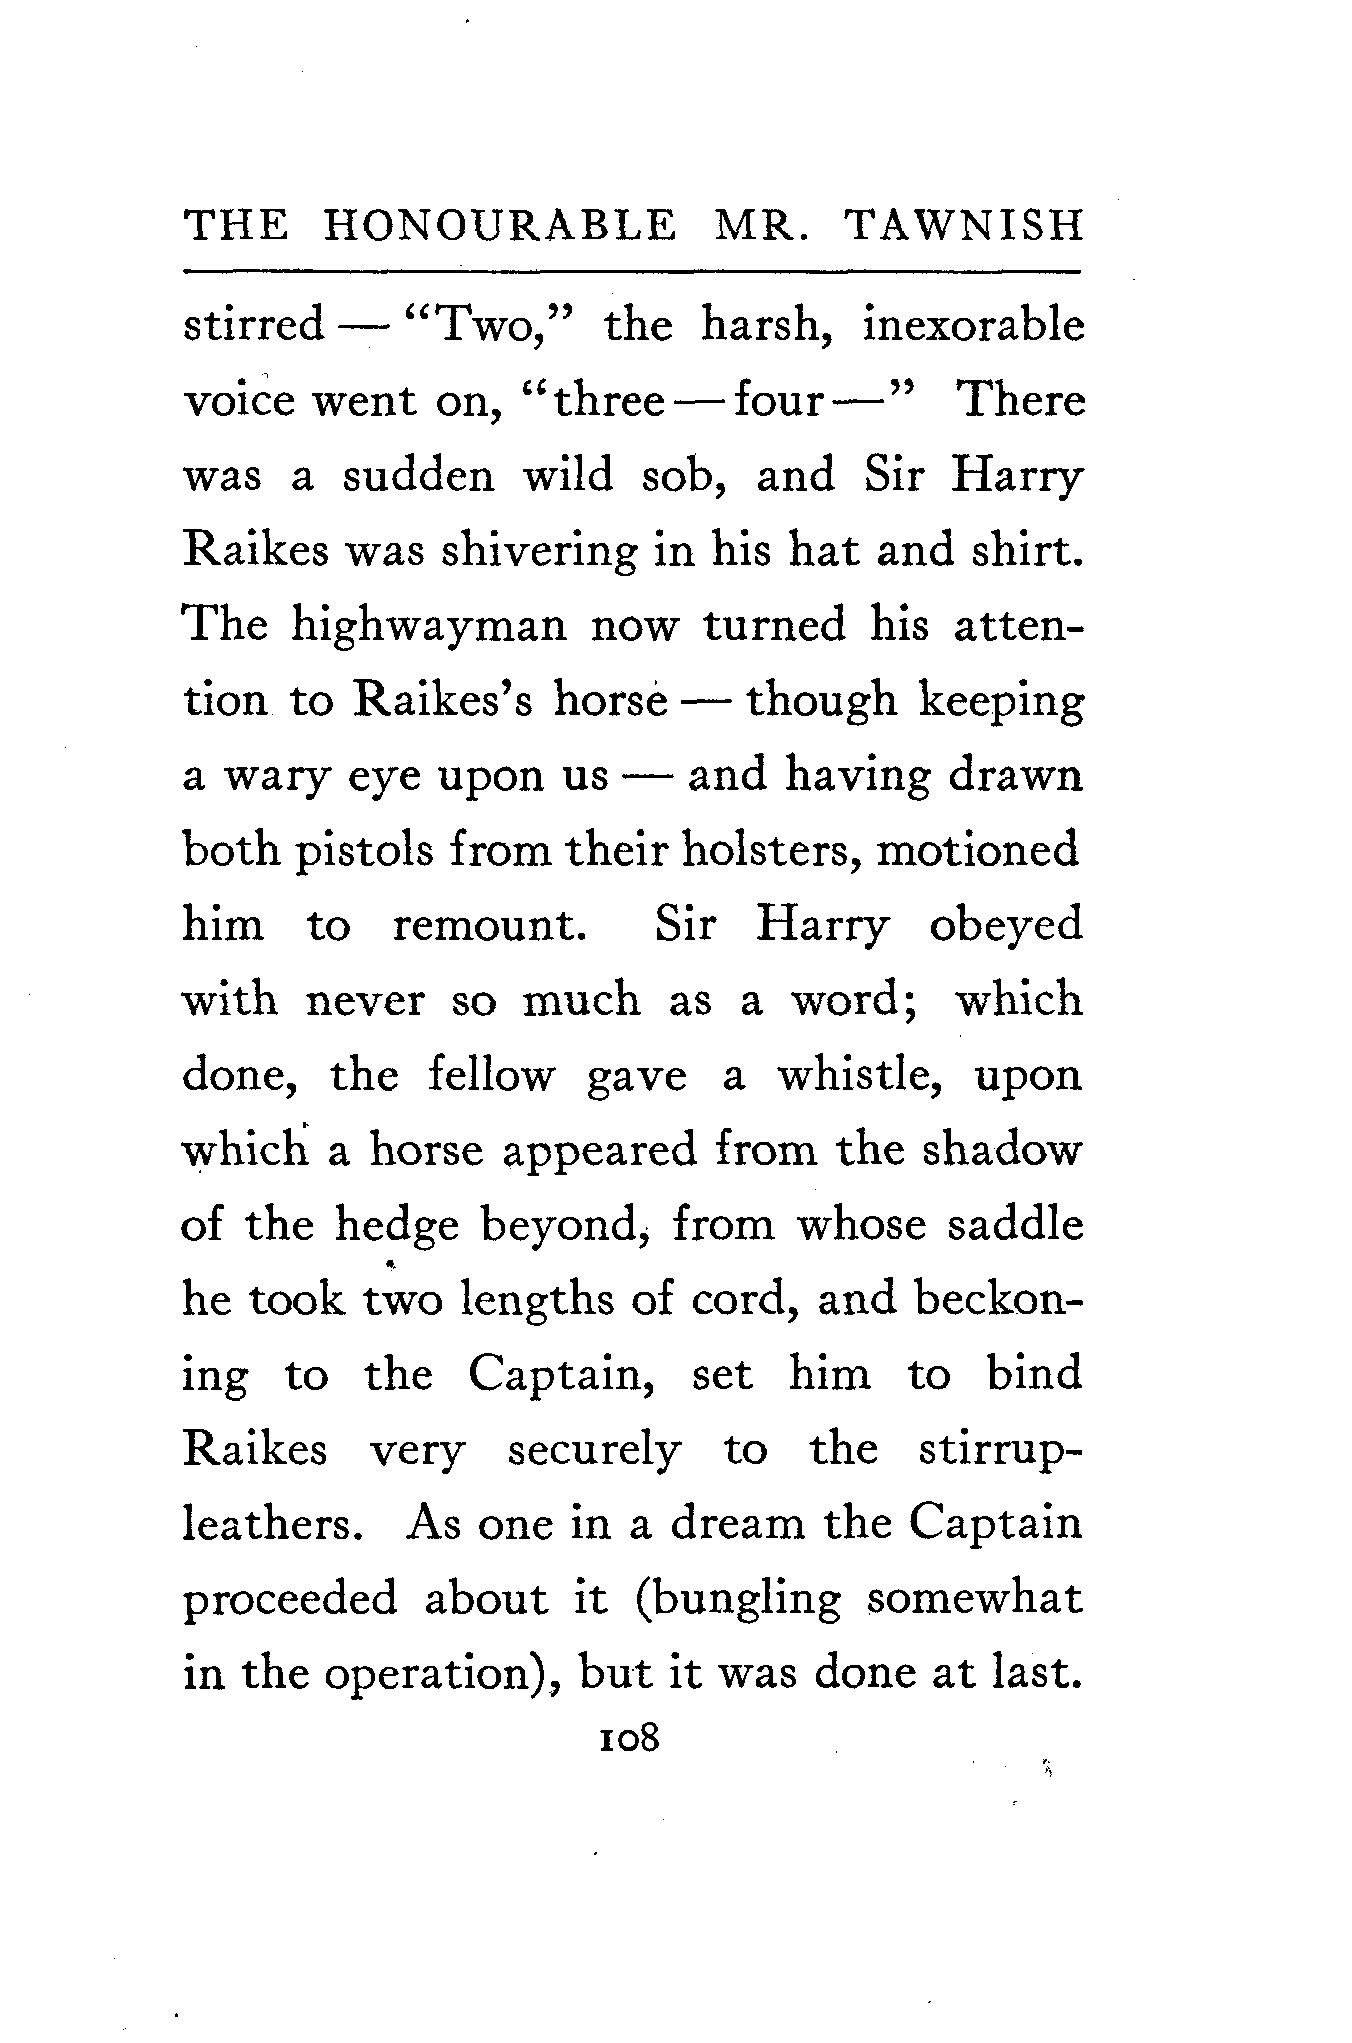 THE HONOURABLE MR. TAWNISH
stirred — “Two,” the harsh, inexorable
voice went on, “three — four —” There
was a sudden wild sob, and Sir Harry
Raikes was shivering in his hat and shirt.
The highwayman now turned his atten-
tion to Raikes’s horse — though keeping
a wary eye upon us — and having drawn
both pistols from their holsters, motioned
him to remount. Sir Harry obeyed
with never so much as a word; which
done, the fellow gave a whistle, upon
which a horse appeared from the shadow
of the hedge beyond, from whose saddle
he took two lengths of cord, and beckon-
ing to the Captain, set him to bind
Raikes very securely to the stirrup-
leathers. As one in a dream the Captain
proceeded about it (bungling somewhat
in the operation), but it was done at last.
108